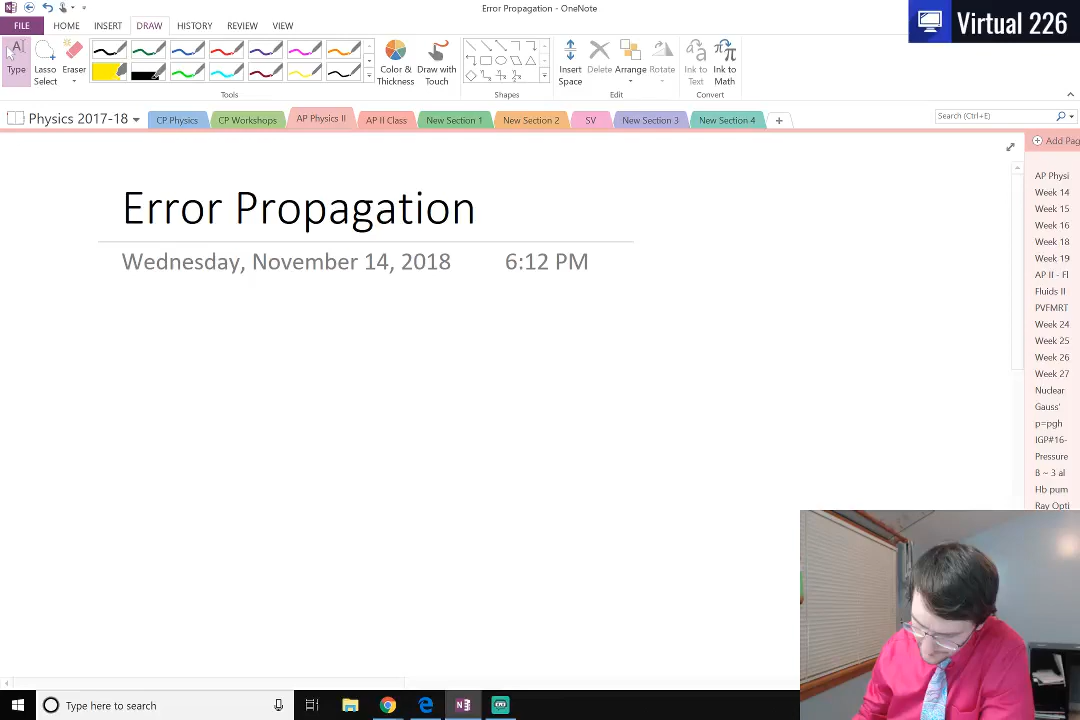 Error Propagation - OneNote
Virtual 226
FILE HOME INSERT DRAW HISTORY REVIEW VIEW
Type Lasso Select Eraser Color & Thickness Draw with Touch Insert Space Delete Arrange Rotate Ink to Text Ink to Math
Tools Shapes Edit Convert
Physics 2017-18 CP Physics CP Workshops AP Physics II AP II Class New Section 1 New Section 2 SV New Section 3 New Section 4 Search (Ctrl+E)
Add Pag
Error Propagation
Wednesday, November 14, 2018 6:12 PM
AP Physi
Week 14
Week 15
Week 16
Week 18
Week 19
AP II - Fl
Fluids II
PVFMRT
Week 24
Week 25
Week 26
Week 27
Nuclear
Gauss'
p=pgh
IGP#16-
Pressure
B ~ 3 al
Hb pum
Ray Opti
Type here to search